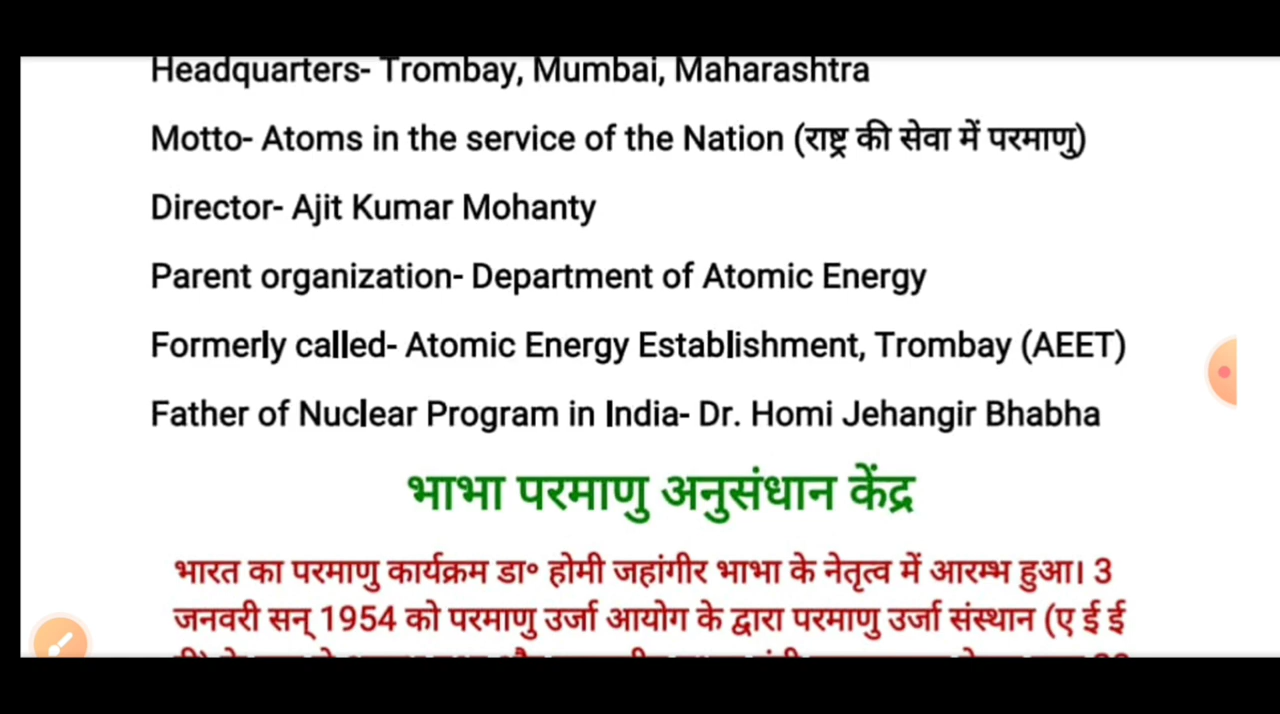 Headquarters- Trombay, Mumbai, Maharashtra
Motto- Atoms in the service of the Nation (राष्ट्र की सेवा में परमाणु)
Director- Ajit Kumar Mohanty
Parent organization- Department of Atomic Energy
Formerly called- Atomic Energy Establishment, Trombay (AEET)
Father of Nuclear Program in India- Dr. Homi Jehangir Bhabha
भाभा परमाणु अनुसंधान केंद्र
भारत का परमाणु कार्यक्रम डा॰ होमी जहांगीर भाभा के नेतृत्व में आरम्भ हुआ। 3
जनवरी सन् 1954 को परमाणु उर्जा आयोग के द्वारा परमाणु उर्जा संस्थान (ए ई ई